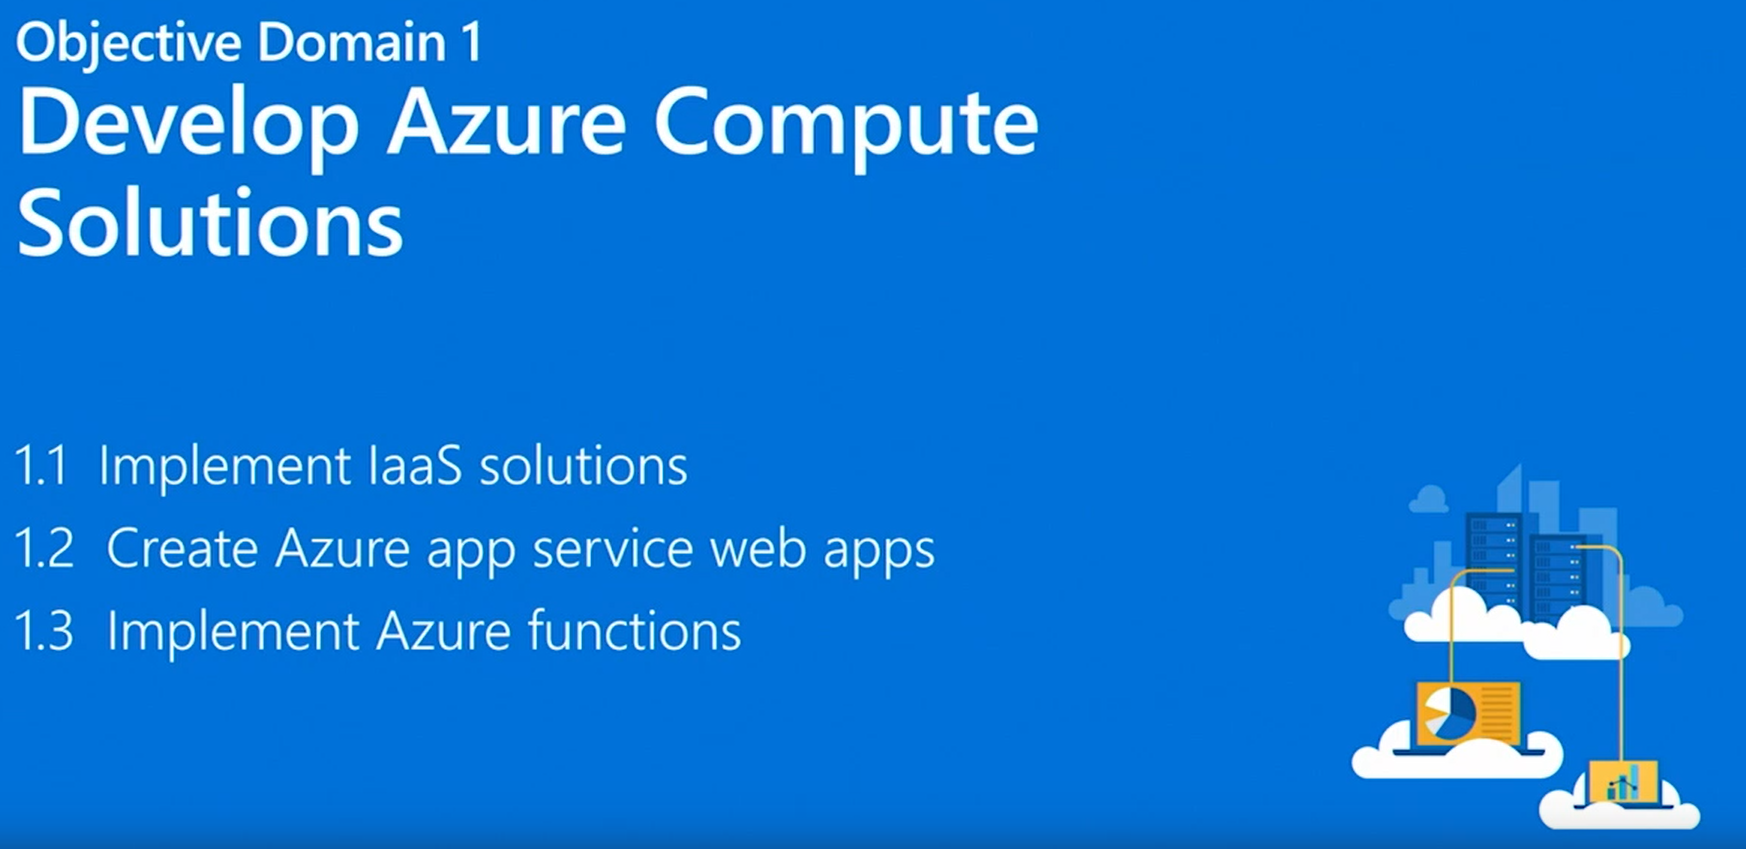 Objective Domain 1
Develop Azure Compute
Solutions
1.1 Implement IaaS solutions
1.2 Create Azure app service web apps
1.3 Implement Azure functions